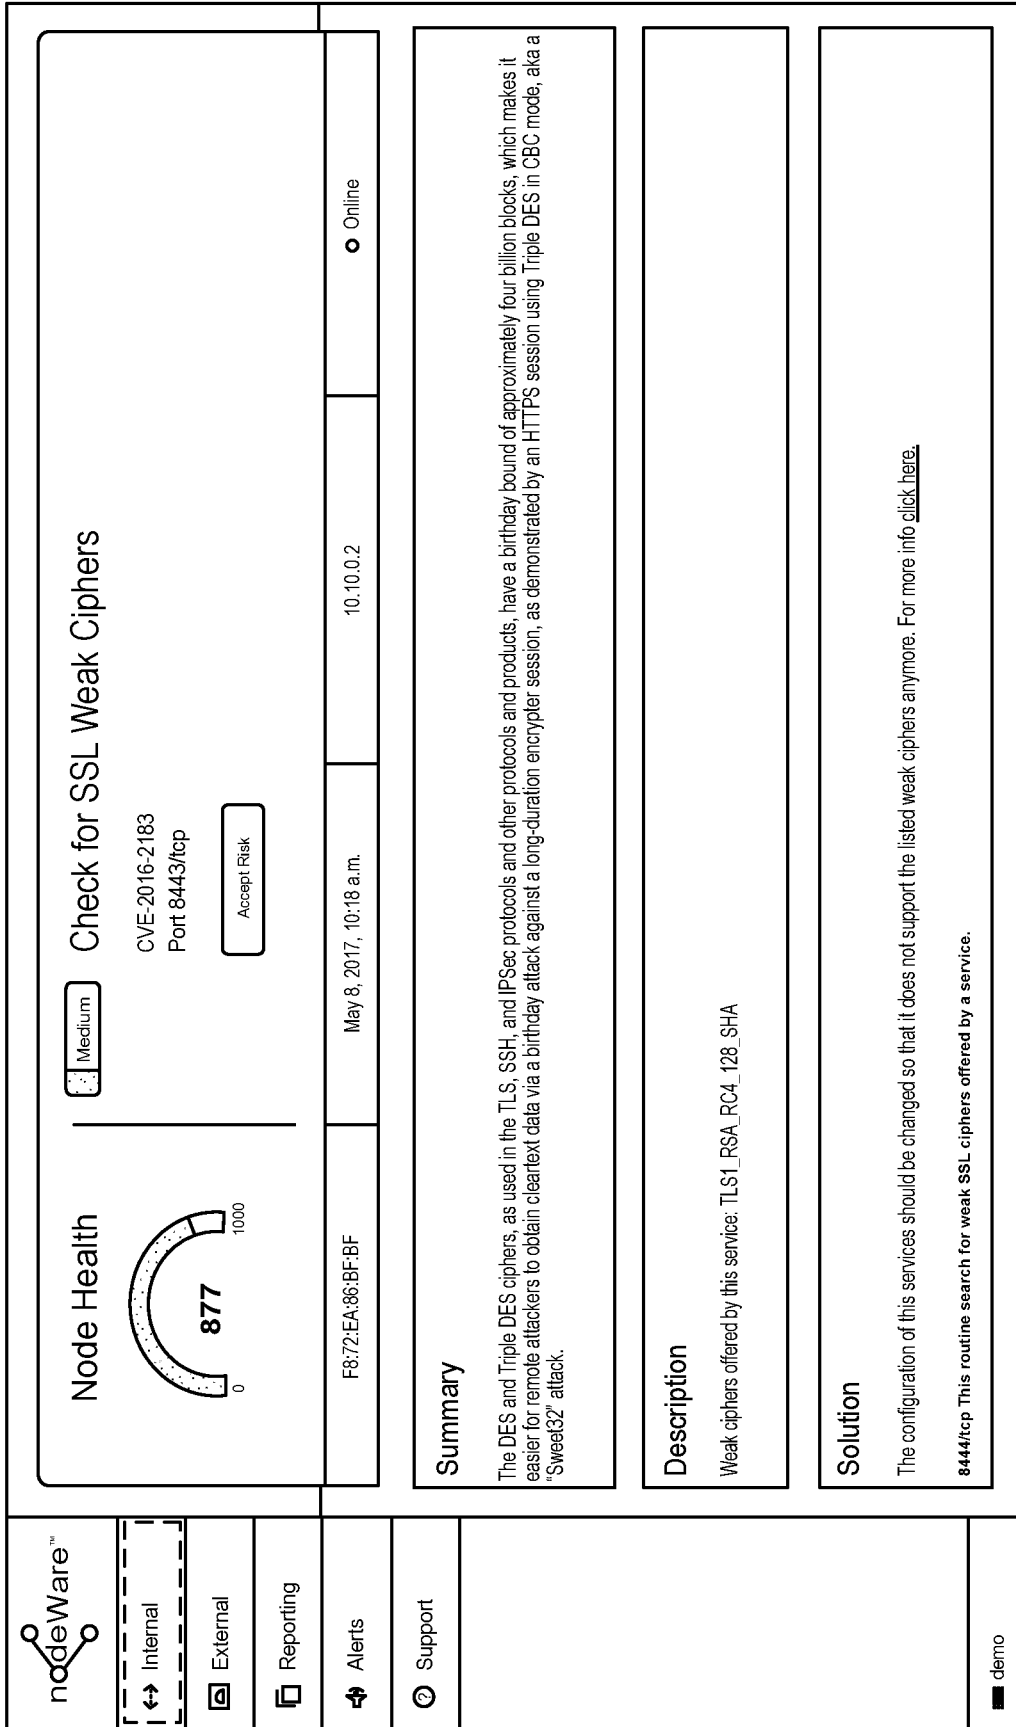 nodeWare™
Internal
External
Reporting
Alerts
Support
demo
Node Health
877
0
1000
Medium
Check for SSL Weak Ciphers
CVE-2016-2183
Port 8443/tcp
Accept Risk
F8:72:EA:86:BF:BF
May 8, 2017, 10:18 a.m.
10.10.0.2
Online
Summary
The DES and Triple DES ciphers, as used in the TLS, SSH, and IPSec protocols and other protocols and products, have a birthday bound of approximately four billion blocks, which makes it
easier for remote attackers to obtain cleartext data via a birthday attack against a long-duration encrypter session, as demonstrated by an HTTPS session using Triple DES in CBC mode, aka a
“Sweet32” attack.
Description
Weak ciphers offered by this service: TLS1_RSA_RC4_128_SHA
Solution
The configuration of this services should be changed so that it does not support the listed weak ciphers anymore. For more info click here.
8444/tcp This routine search for weak SSL ciphers offered by a service.